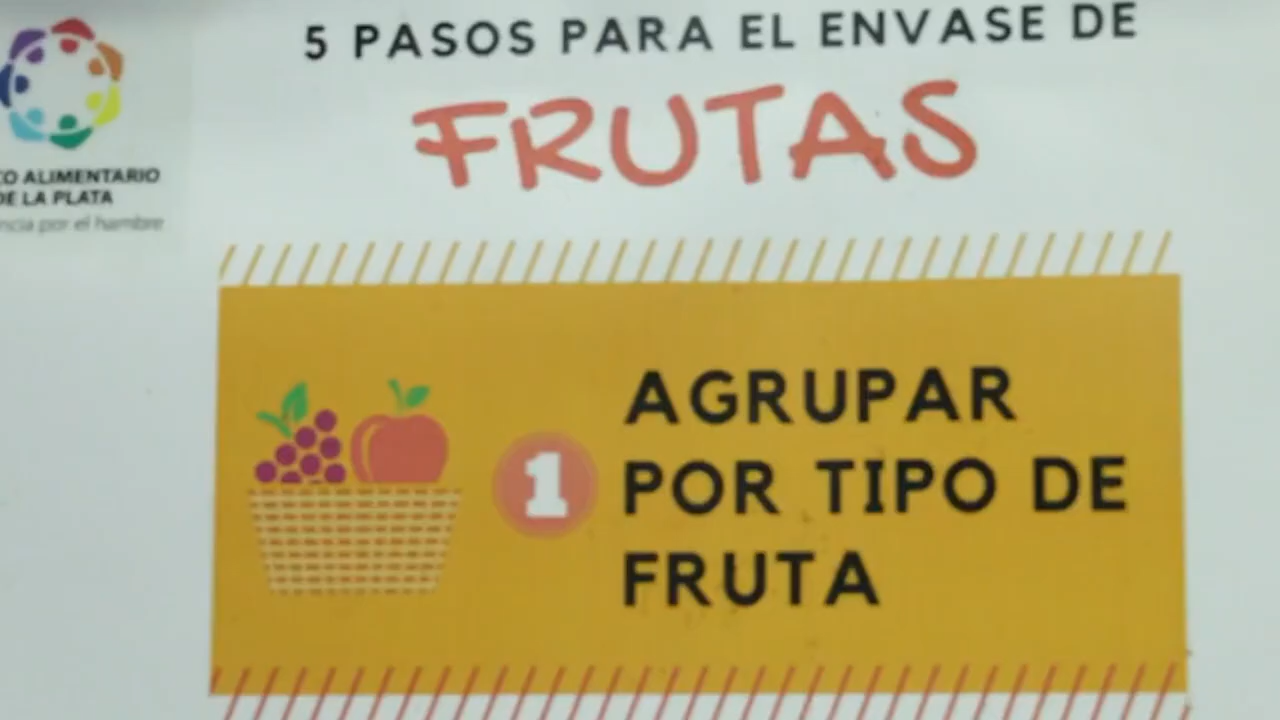 5 PASOS PARA EL ENVASE DE
FRUTAS
CO ALIMENTARIO
DE LA PLATA
por el hambre
1
AGRUPAR
POR TIPO DE
FRUTA